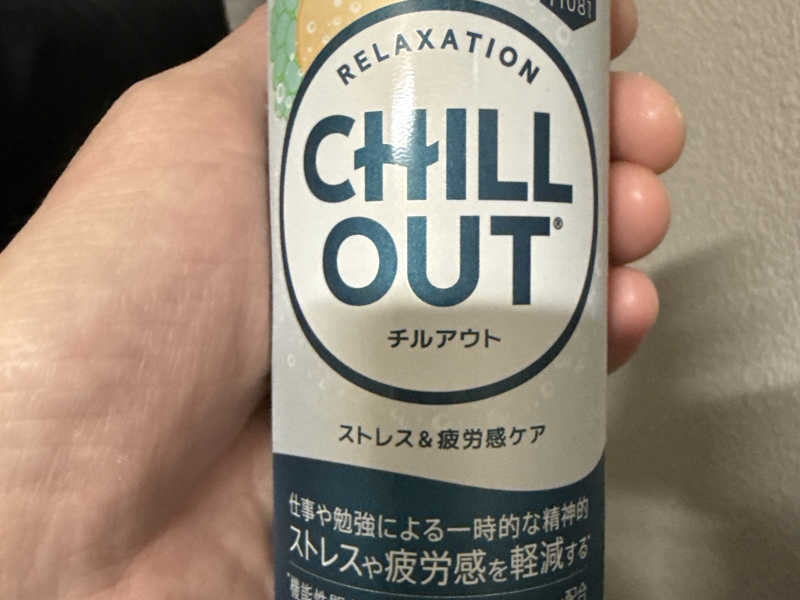 11081
RELAXATION
CHILL
OUT®
チルアウト
ストレス&疲労感ケア
仕事や勉強による一時的な精神的
ストレスや疲労感を軽減する